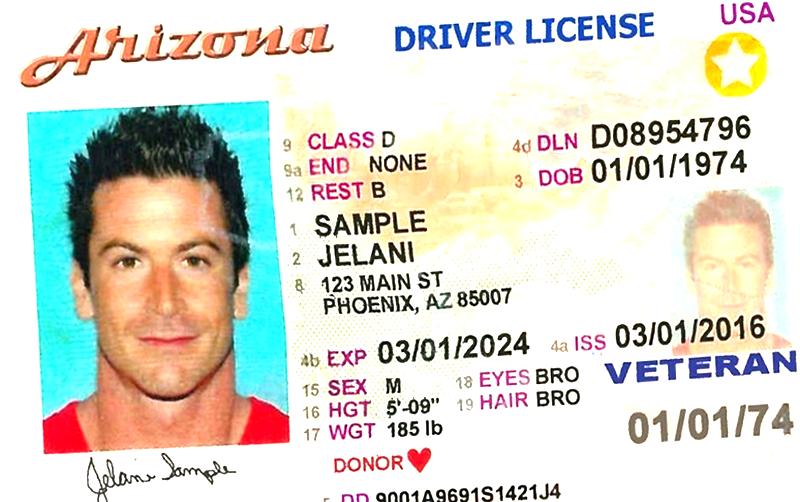 Arizona
DRIVER LICENSE
USA
9 CLASS D
9a END NONE
12 REST B
4d DLN D08954796
3 DOB 01/01/1974
1 SAMPLE
2 JELANI
8 123 MAIN ST
PHOENIX, AZ 85007
4b EXP 03/01/2024
4a ISS 03/01/2016
15 SEX M
16 HGT 5'-09"
17 WGT 185 lb
18 EYES BRO
19 HAIR BRO
VETERAN
01/01/74
DONOR
Jelani Sample
5 DD 9001A9691S1421J4